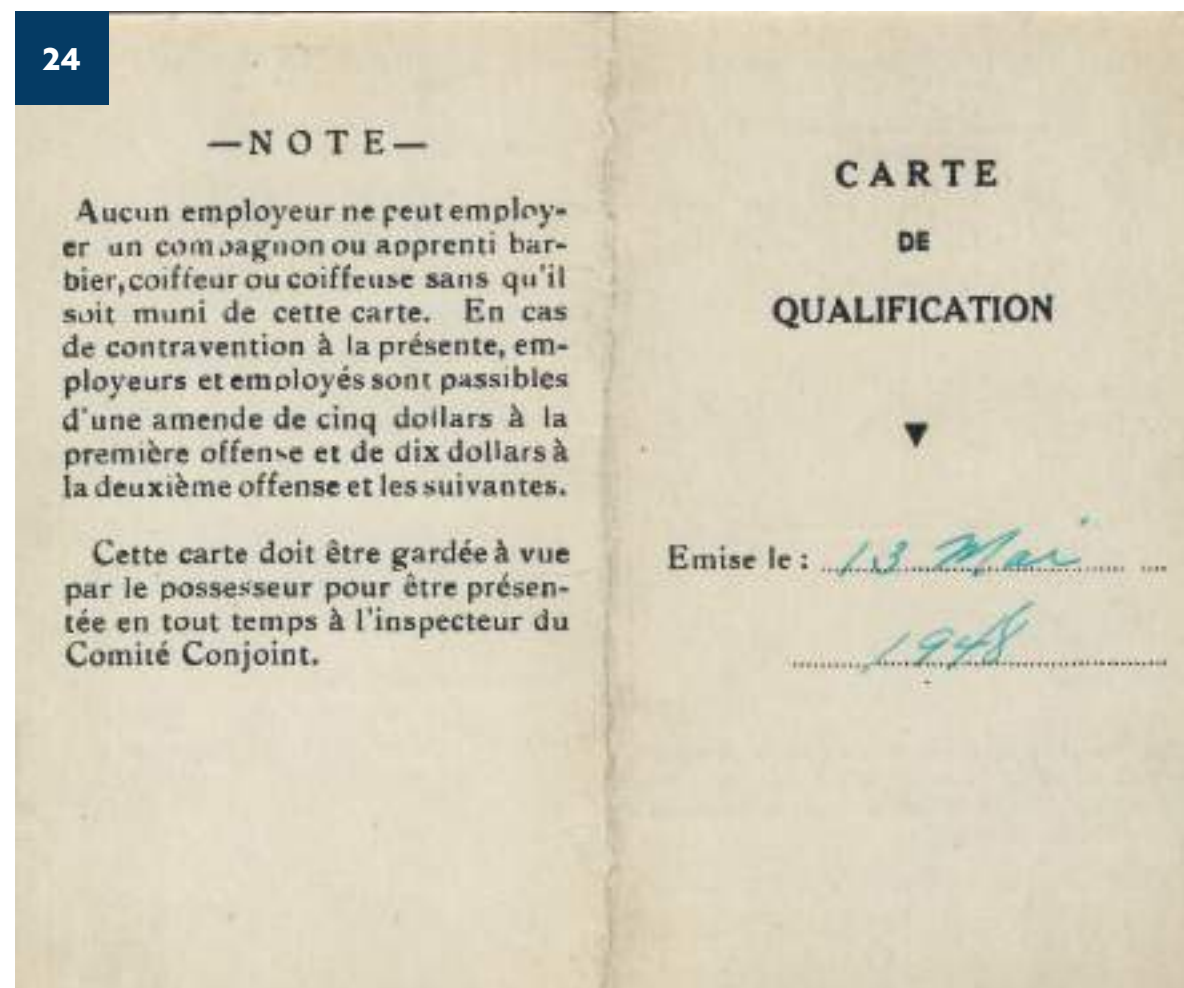 24
—NOTE—
Aucun employeur ne peut employ-
er un compagnon ou apprenti bar-
bier, coiffeur ou coiffeuse sans qu'il
soit muni de cette carte. En cas
de contravention à la présente, em-
ployeurs et employés sont passibles
d'une amende de cinq dollars à la
première offense et de dix dollars à
la deuxième offense et les suivantes.
Cette carte doit être gardée à vue
par le possesseur pour être présen-
tée en tout temps à l'inspecteur du
Comité Conjoint.
CARTE
DE
QUALIFICATION
Emise le : 13 Mai
1948